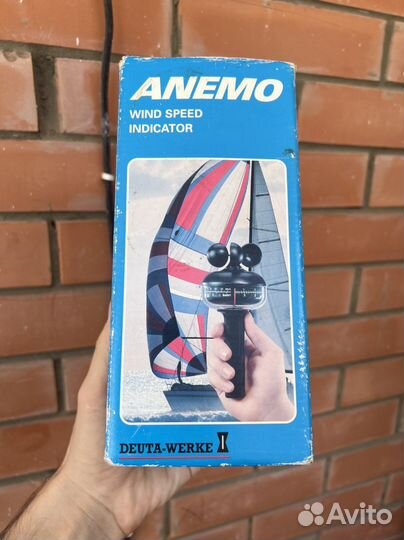 ANEMO
WIND SPEED
INDICATOR
DEUTA-WERKE
Avito